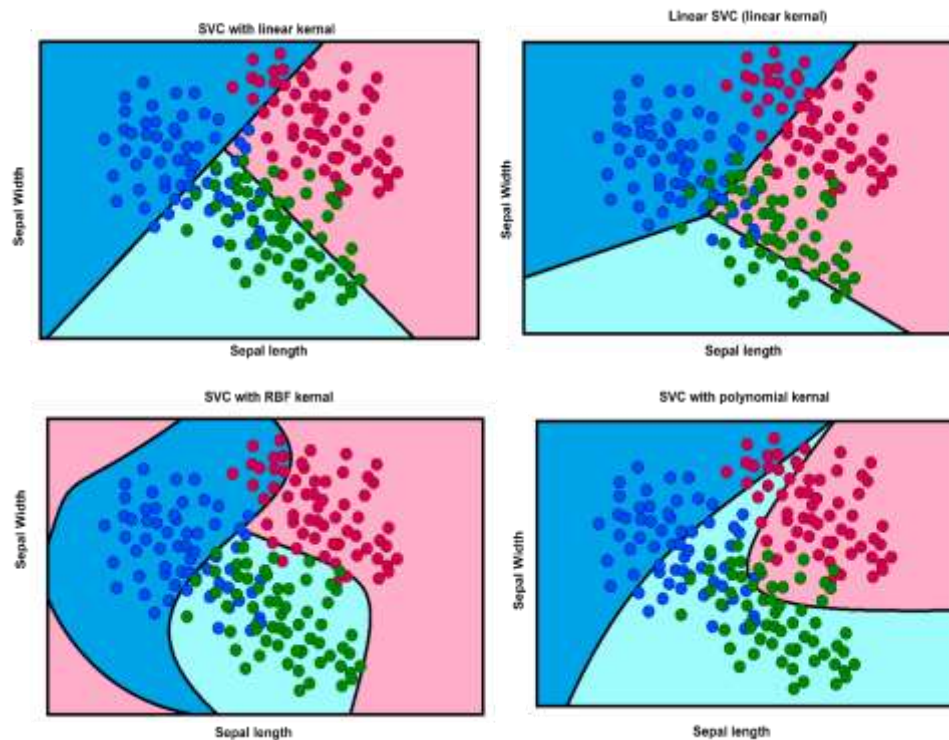 SVC with linear kernal
Linear SVC (linear kernal)
Sepal Width
Sepal Width
Sepal length
Sepal length
SVC with RBF kernal
SVC with polynomial kernal
Sepal Width
Sepal Width
Sepal length
Sepal length